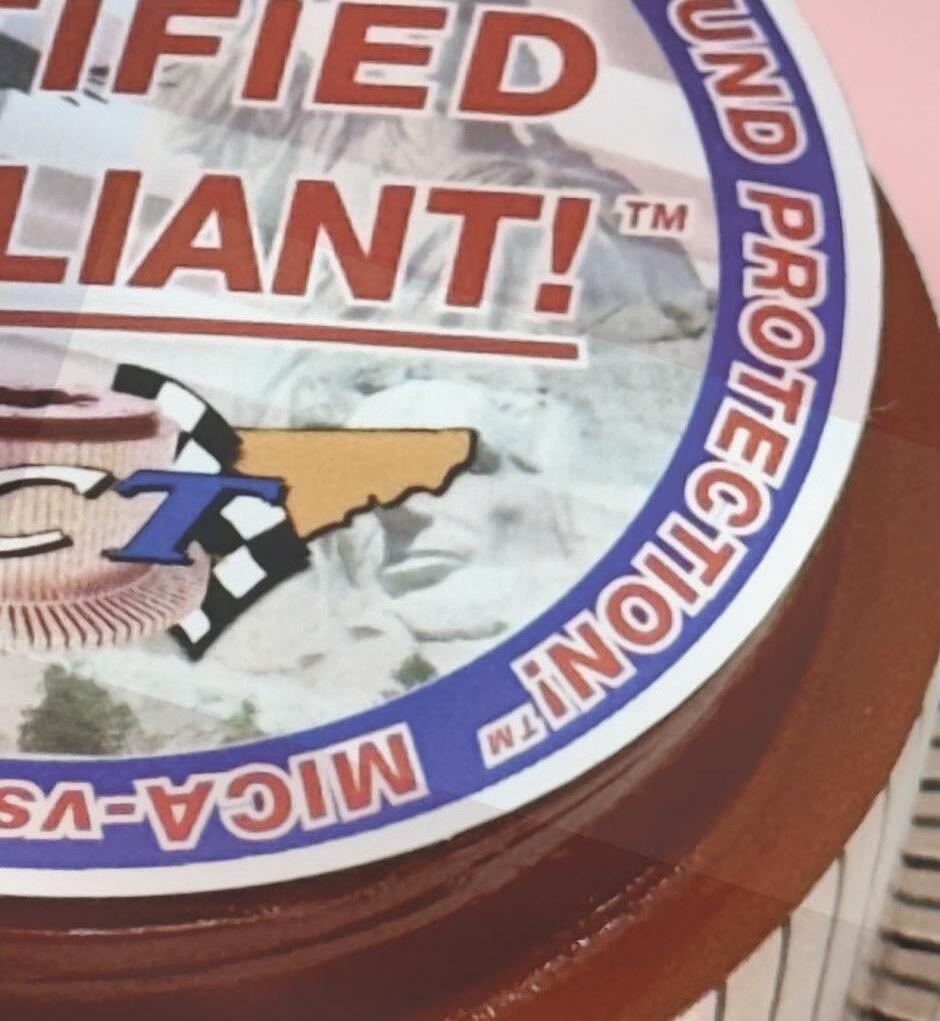 IFIED
LIANT!™
CT
UND PROTECTION!™
MICA-VS